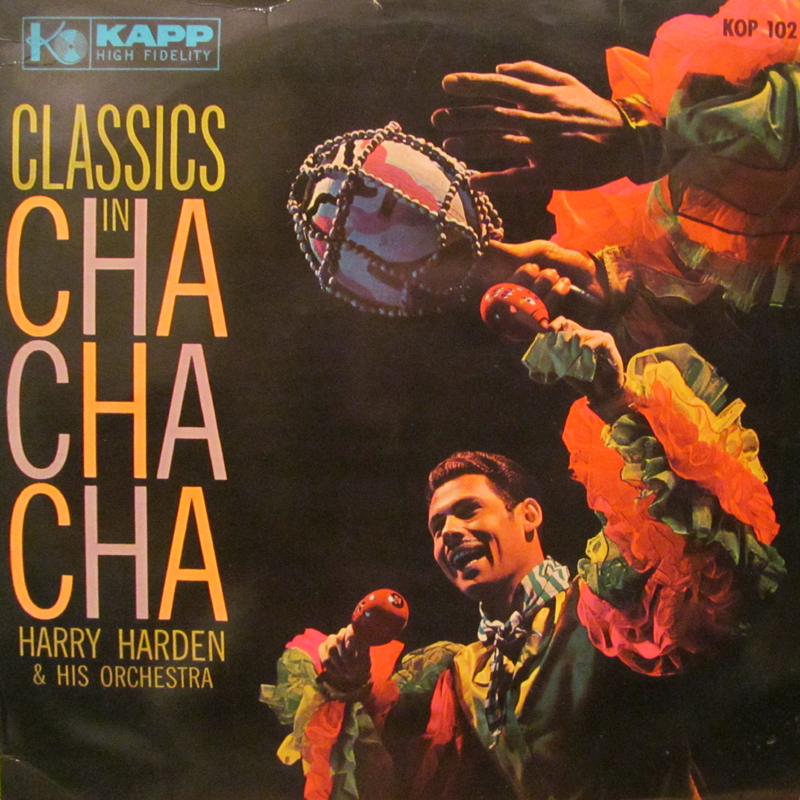 KAPP
HIGH FIDELITY
KOP 102
CLASSICS
IN
CHA
CHA
CHA
HARRY HARDEN
& HIS ORCHESTRA